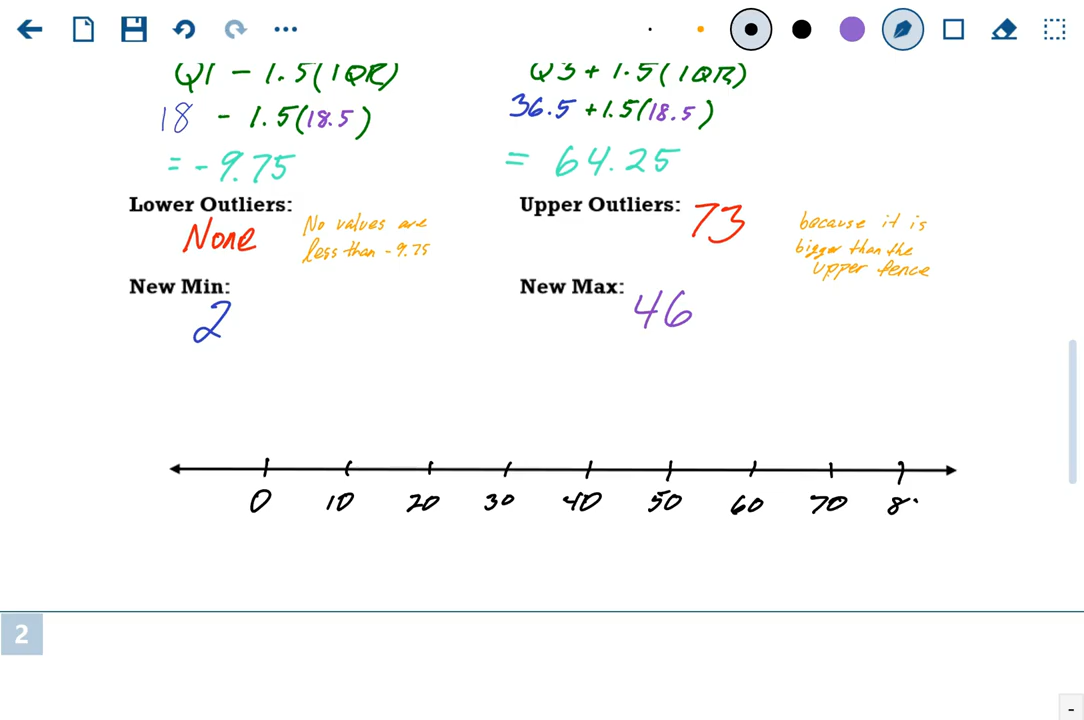 Q1 - 1.5(IQR)
Q3 + 1.5(IQR)
18 - 1.5(18.5)
36.5 + 1.5(18.5)
= -9.75
= 64.25
Lower Outliers:
None
No values are
less than -9.75
Upper Outliers:
73
because it is
bigger than the
upper fence
New Min:
2
New Max:
46
0 10 20 30 40 50 60 70 8
2